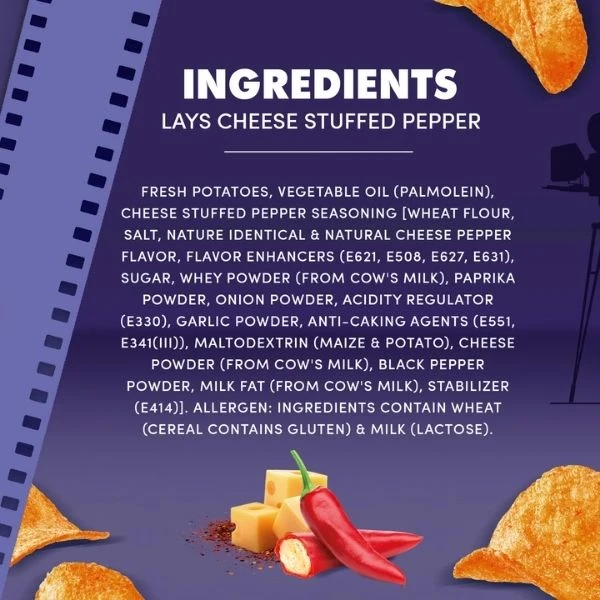 INGREDIENTS
LAYS CHEESE STUFFED PEPPER
FRESH POTATOES, VEGETABLE OIL (PALMOLEIN),
CHEESE STUFFED PEPPER SEASONING [WHEAT FLOUR,
SALT, NATURE IDENTICAL & NATURAL CHEESE PEPPER
FLAVOR, FLAVOR ENHANCERS (E621, E508, E627, E631),
SUGAR, WHEY POWDER (FROM COW'S MILK), PAPRIKA
POWDER, ONION POWDER, ACIDITY REGULATOR
(E330), GARLIC POWDER, ANTI-CAKING AGENTS (E551,
E341(III)), MALTODEXTRIN (MAIZE & POTATO), CHEESE
POWDER (FROM COW'S MILK), BLACK PEPPER
POWDER, MILK FAT (FROM COW'S MILK), STABILIZER
(E414)]. ALLERGEN: INGREDIENTS CONTAIN WHEAT
(CEREAL CONTAINS GLUTEN) & MILK (LACTOSE).